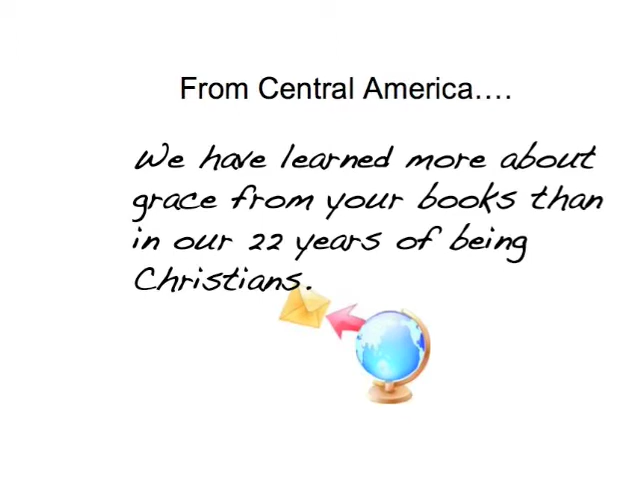 From Central America....
We have learned more about
grace from your books than
in our 22 years of being
Christians.